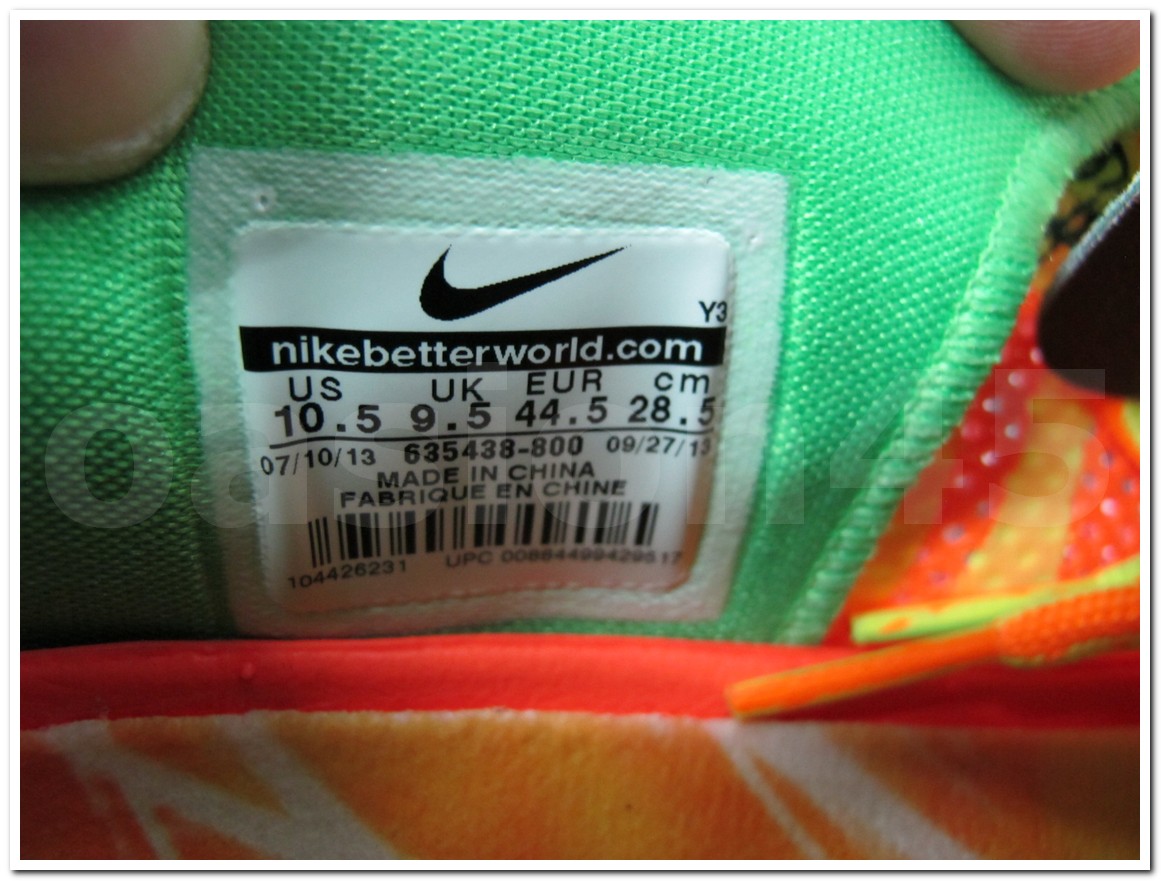 Y3
nikebetterworld.com
US UK EUR cm
10.5 9.5 44.5 28.5
07/10/13 635438-800 09/27/13
MADE IN CHINA
FABRIQUE EN CHINE
104426231 UPC 00884499429517
oaston45